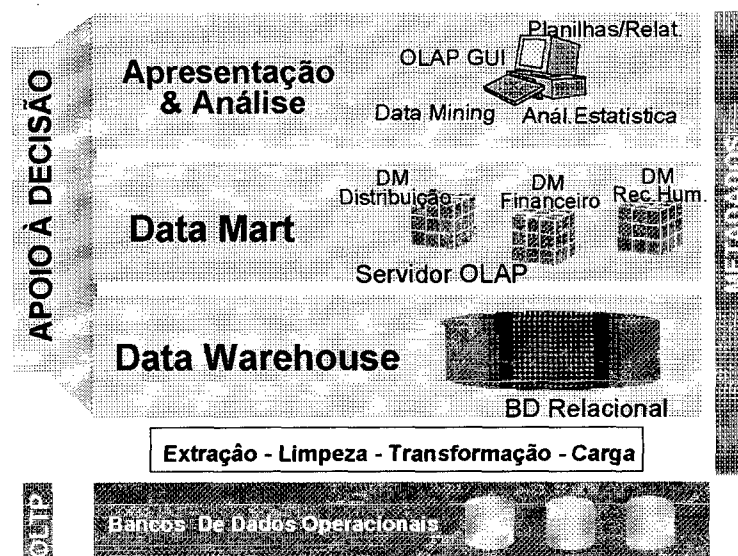 APOIO À DECISÃO
Apresentação
& Análise
Planilhas/Relat.
OLAP GUI
Data Mining
Anál.Estatística
Data Mart
DM
Distribuição
DM
Financeiro
DM
Rec.Hum.
Servidor OLAP
Data Warehouse
BD Relacional
METADADOS
Extração - Limpeza - Transformação - Carga
OLTP
Bancos De Dados Operacionais